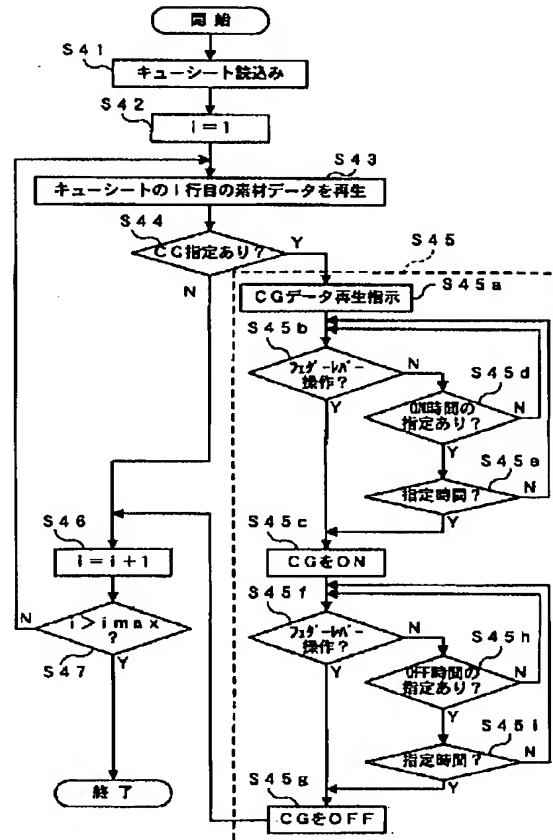 開始
S41
キューシート読込み
S42
i=1
S43
キューシートのi行目の素材データを再生
S44
CG指定あり?
Y
N
S45
CGデータ再生指示
S45a
S45b
フェダーレバー
操作?
N
Y
S45d
ON時間の
指定あり?
N
Y
S45e
指定時間?
N
Y
S45c
CGをON
S46
i=i+1
S45f
フェダーレバー
操作?
N
Y
S45h
OFF時間の
指定あり?
N
Y
N
i>imax
?
S47
Y
S45i
指定時間?
N
Y
S45g
CGをOFF
終了